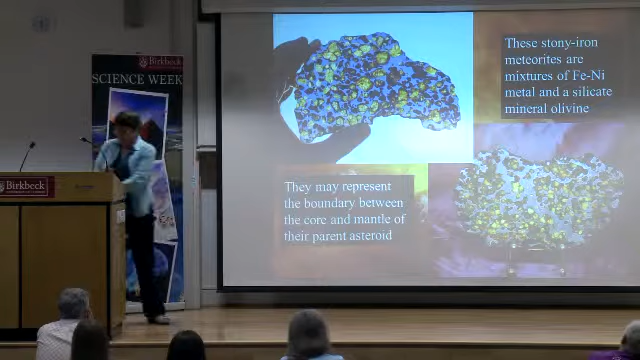 Birkbeck
SCIENCE WEEK
Birkbeck
These stony-iron
meteorites are
mixtures of Fe-Ni
metal and a silicate
mineral olivine
They may represent
the boundary between
the core and mantle of
their parent asteroid